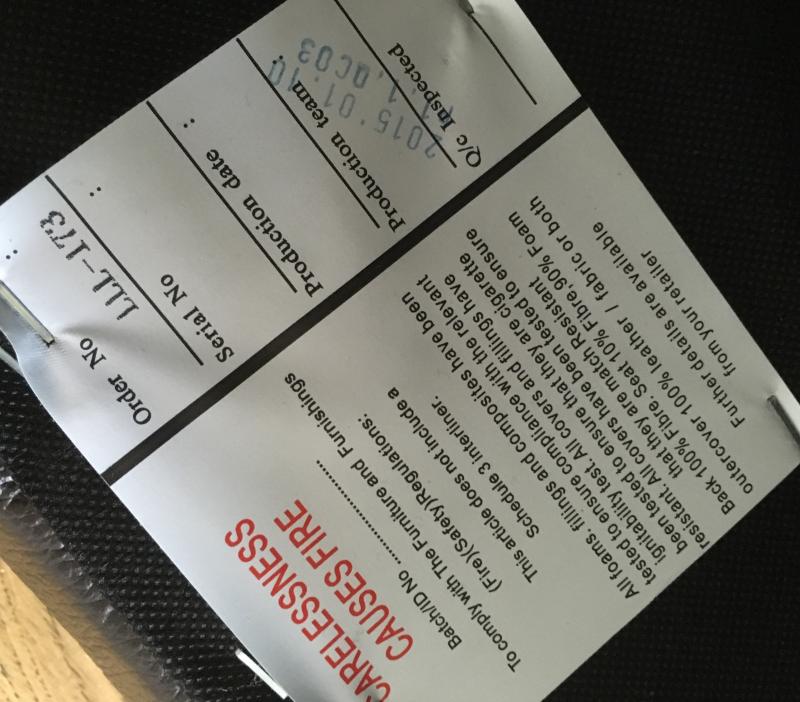 Order No : LLL-173
Serial No :
Production date :
Production team :
Q/c Inspected
2015.01.10
11.1.QC03
CARELESSNESS
CAUSES FIRE
Batch/ID No ....................
To comply with The Furniture and Furnishings
(Fire)(Safety)Regulations:
This article does not include a
Schedule 3 interliner.
All foams, fillings and composites have been
tested to ensure compliance with the relevant
ignitability test. All covers and fillings have
been tested to ensure that they are cigarette
resistant. All covers have been tested to ensure
that they are match Resistant.
Back 100% Fibre. Seat 10% Fibre, 90% Foam
outercover 100% leather / fabric or both
Further details are available
from your retailer